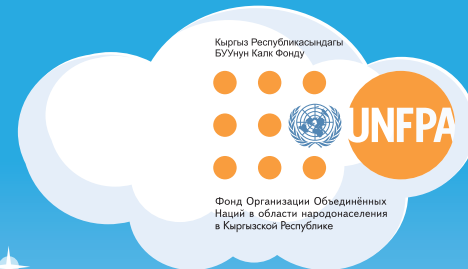 Кыргыз Республикасындагы
БУУнун Калк Фонду
UNFPA
Фонд Организации Объединённых
Наций в области народонаселения
в Кыргызской Республике